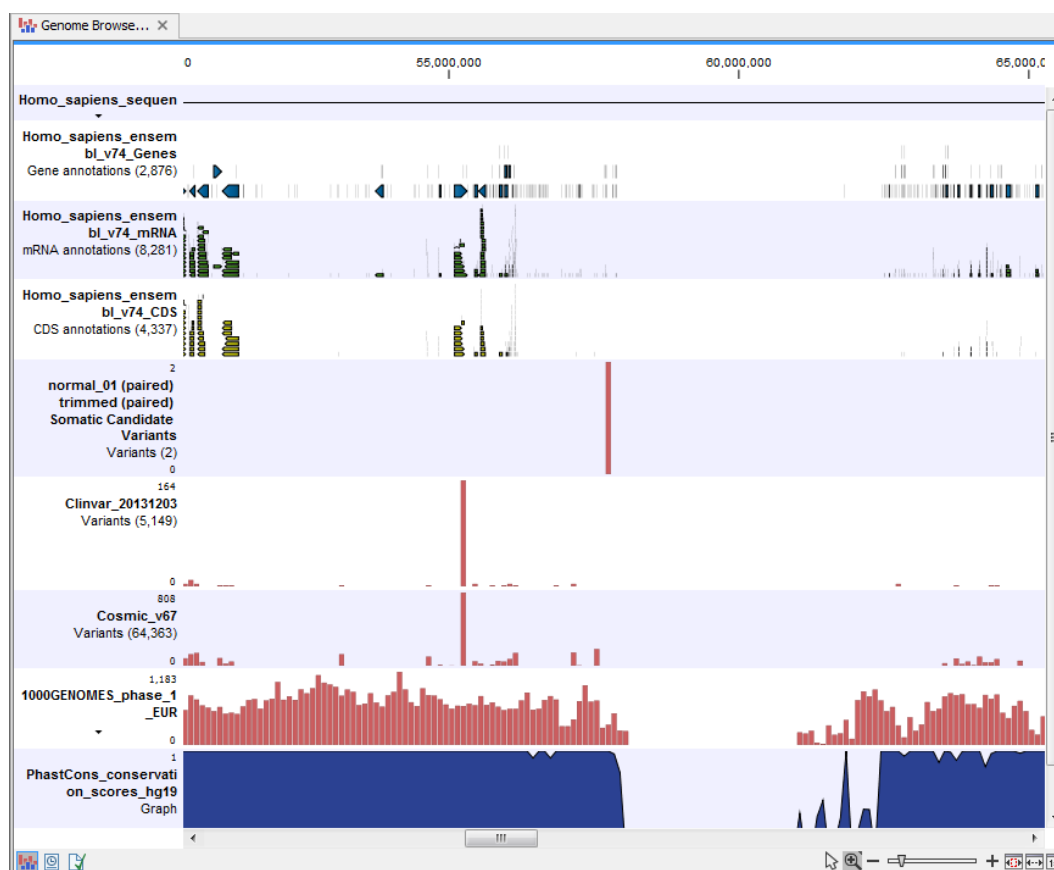 Genome Browse...
0 55,000,000 60,000,000 65,000,0
Homo_sapiens_sequen
Homo_sapiens_ensem
bl_v74_Genes
Gene annotations (2,876)
Homo_sapiens_ensem
bl_v74_mRNA
mRNA annotations (8,281)
Homo_sapiens_ensem
bl_v74_CDS
CDS annotations (4,337)
2
normal_01 (paired)
trimmed (paired)
Somatic Candidate
Variants
Variants (2)
0
164
Clinvar_20131203
Variants (5,149)
0
808
Cosmic_v67
Variants (64,363)
0
1,183
1000GENOMES_phase_1
_EUR
0
1
PhastCons_conservati
on_scores_hg19
Graph